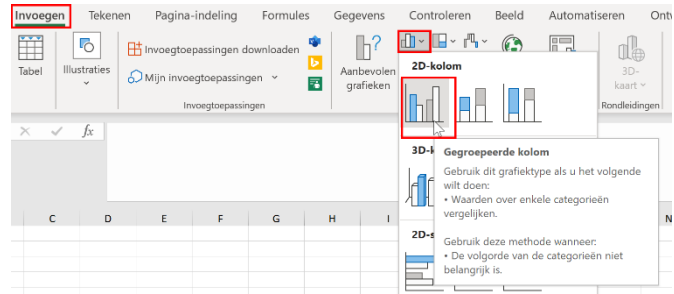 Invoegen Tekenen Pagina-indeling Formules Gegevens Controleren Beeld Automatiseren
Tabel
Illustraties
Invoegtoepassingen downloaden
Mijn invoegtoepassingen
Invoegtoepassingen
Aanbevolen
grafieken
3D-
kaart
Rondleidingen
2D-kolom
fx
Gegroepeerde kolom
Gebruik dit grafiektype als u het volgende
wilt doen:
• Waarden over enkele categorieën
vergelijken.
Gebruik deze methode wanneer:
• De volgorde van de categorieën niet
belangrijk is.
3D-k
2D-s
C D E F G H I N